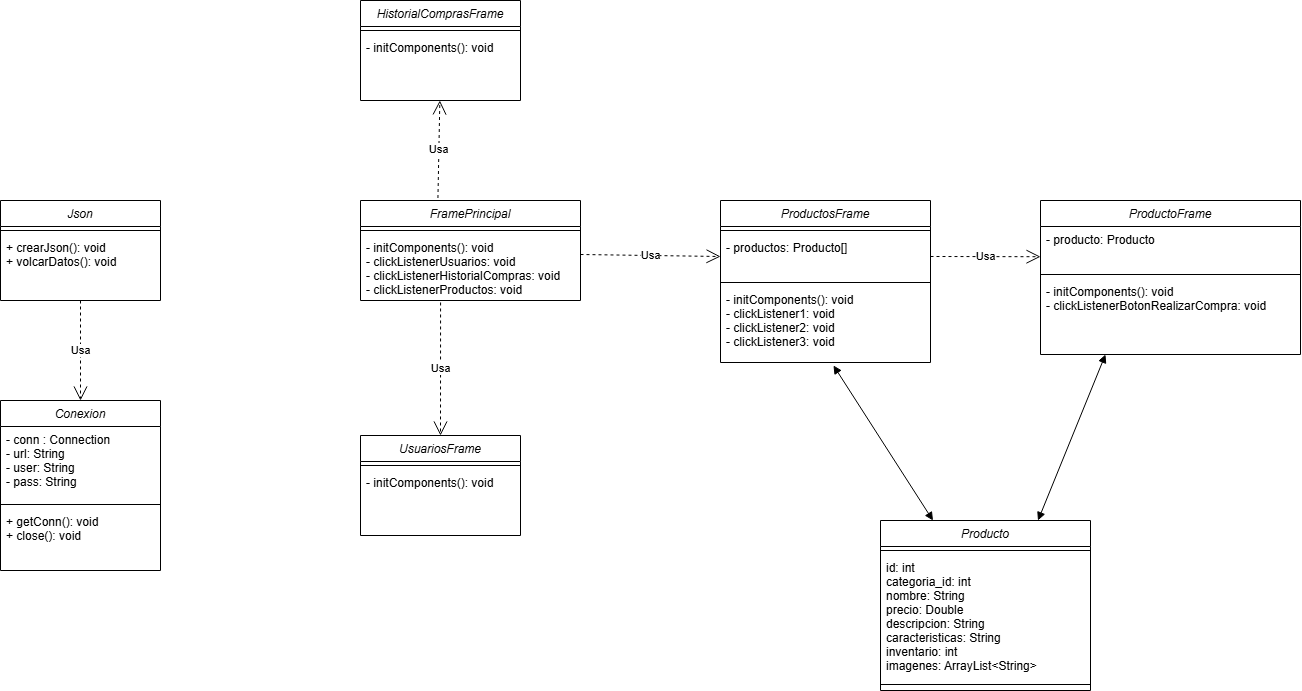 HistorialComprasFrame
- initComponents(): void
Usa
Json
+ crearJson(): void
+ volcarDatos(): void
Usa
Conexion
- conn : Connection
- url: String
- user: String
- pass: String
+ getConn(): void
+ close(): void
FramePrincipal
- initComponents(): void
- clickListenerUsuarios: void
- clickListenerHistorialCompras: void
- clickListenerProductos: void
Usa
Usa
UsuariosFrame
- initComponents(): void
ProductosFrame
- productos: Producto[]
- initComponents(): void
- clickListener1: void
- clickListener2: void
- clickListener3: void
Usa
ProductoFrame
- producto: Producto
- initComponents(): void
- clickListenerBotonRealizarCompra: void
Producto
id: int
categoria_id: int
nombre: String
precio: Double
descripcion: String
caracteristicas: String
inventario: int
imagenes: ArrayList<String>